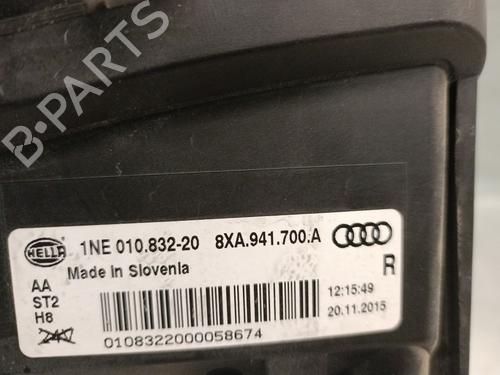 B-PARTS
HELLA
1NE 010.832-20 8XA.941.700.A
Made in Slovenia
R
AA
ST2
H8
12:15:49
20.11.2015
0108322000058674